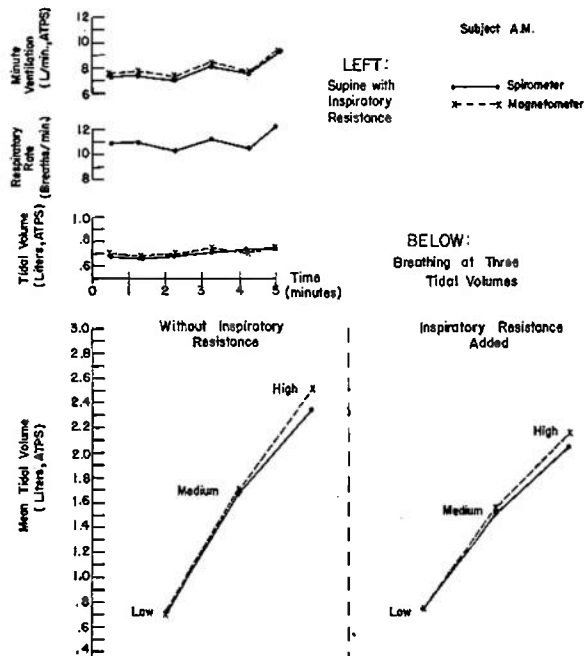 Subject A.M.
12
10
8
6
Minute
Ventilation
(L/min.,ATPS)
LEFT:
Supine with
Inspiratory
Resistance
Spirometer
Magnetometer
12
10
8
Respiratory
Rate
(Breaths/min.)
1.0
.6
Tidal Volume
(Liters, ATPS)
0
1
2
3
4
5
Time
(minutes)
BELOW:
Breathing at Three
Tidal Volumes
Without Inspiratory
Resistance
Inspiratory Resistance
Added
3.0
2.8
2.6
2.4
2.2
2.0
1.8
1.6
1.4
1.2
1.0
.8
.6
.4
Mean Tidal Volume
(Liters, ATPS)
High
Medium
Low
High
Medium
Low